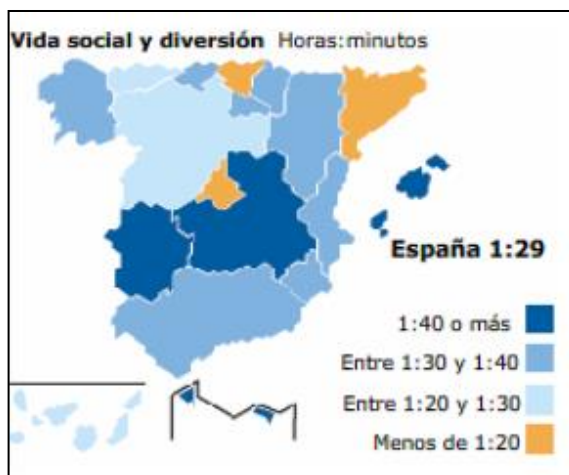 Vida social y diversión Horas:minutos
España 1:29
1:40 o más
Entre 1:30 y 1:40
Entre 1:20 y 1:30
Menos de 1:20